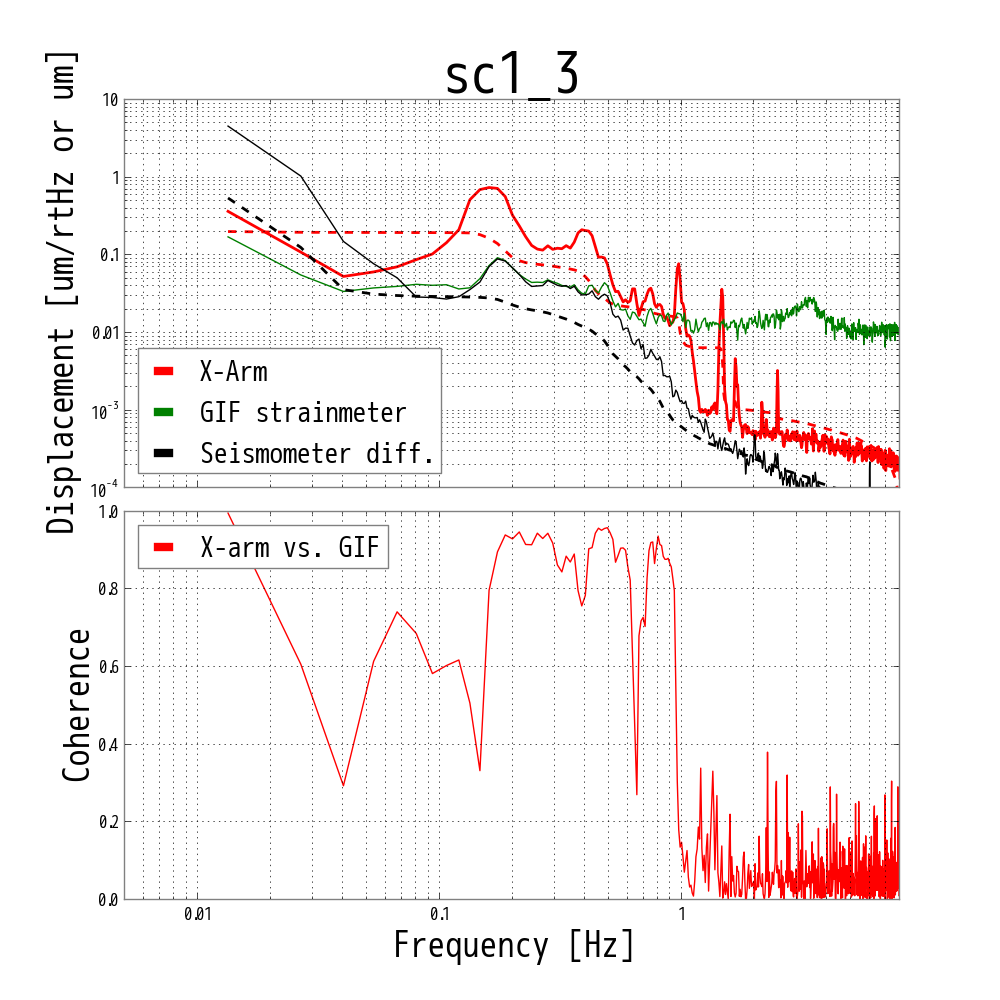 sc1_3
Displacement [um/rtHz or um]
10
1
0.1
0.01
10^-3
10^-4
X-Arm
GIF strainmeter
Seismometer diff.
Coherence
1.0
0.8
0.6
0.4
0.2
0.0
X-arm vs. GIF
0.01
0.1
1
Frequency [Hz]